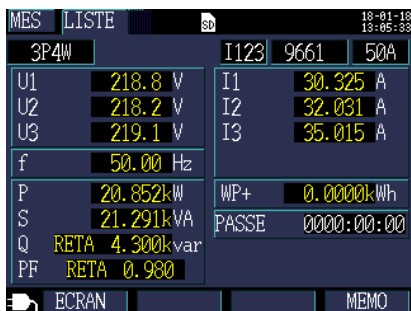 MES LISTE SD 18-01-18
13:05:33
3P4W I123 9661 50A
U1 218.8 V I1 30.325 A
U2 218.2 V I2 32.031 A
U3 219.1 V I3 35.015 A
f 50.00 Hz
P 20.852kW WP+ 0.0000kWh
S 21.291kVA PASSE 0000:00:00
Q RETA 4.300kvar
PF RETA 0.980
ECRAN MEMO